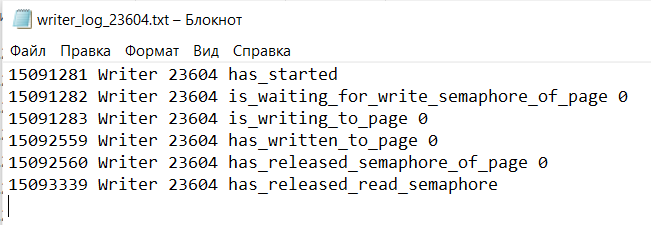 writer_log_23604.txt – Блокнот
Файл Правка Формат Вид Справка
15091281 Writer 23604 has_started
15091282 Writer 23604 is_waiting_for_write_semaphore_of_page 0
15091283 Writer 23604 is_writing_to_page 0
15092559 Writer 23604 has_written_to_page 0
15092560 Writer 23604 has_released_semaphore_of_page 0
15093339 Writer 23604 has_released_read_semaphore